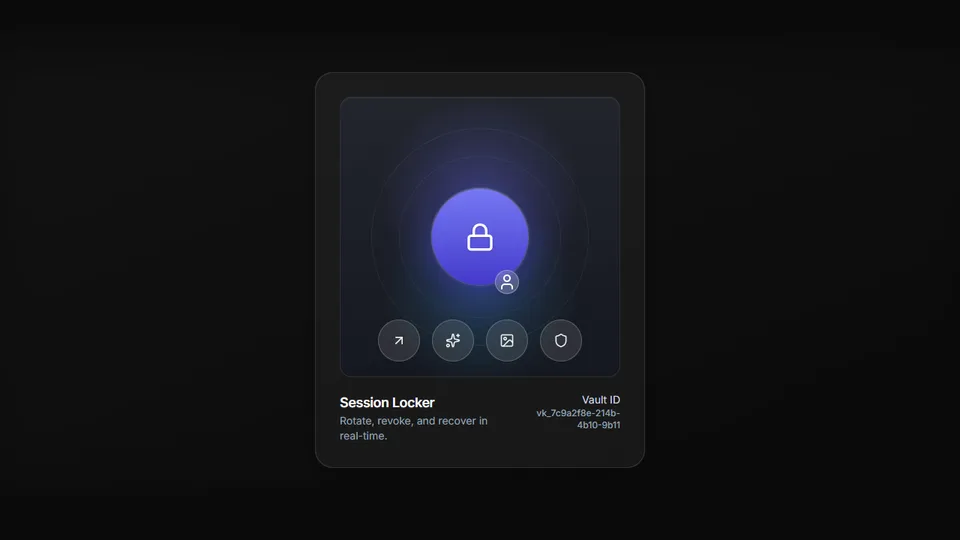 Session Locker
Rotate, revoke, and recover in
real-time.
Vault ID
vk_7c9a2f8e-214b-
4b10-9b11